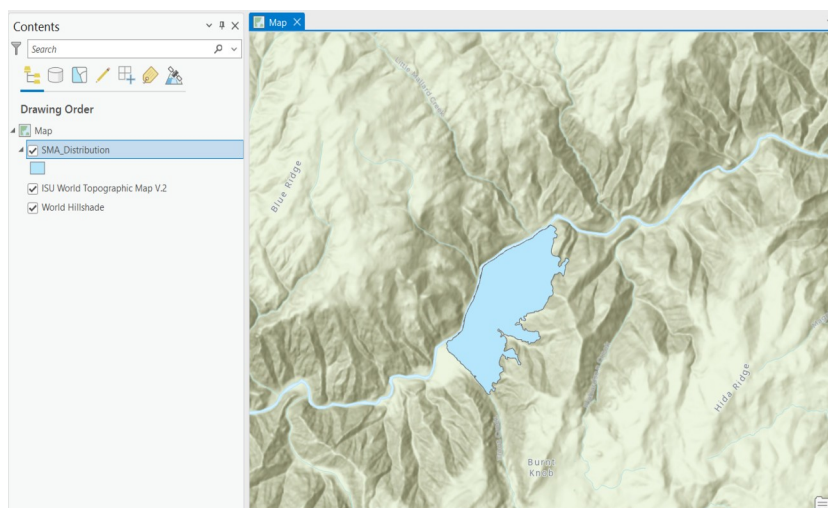 Contents
Search
Drawing Order
Map
SMA_Distribution
ISU World Topographic Map V.2
World Hillshade
Map
Blue Ridge
Hida Ridge
Burnt
Knob